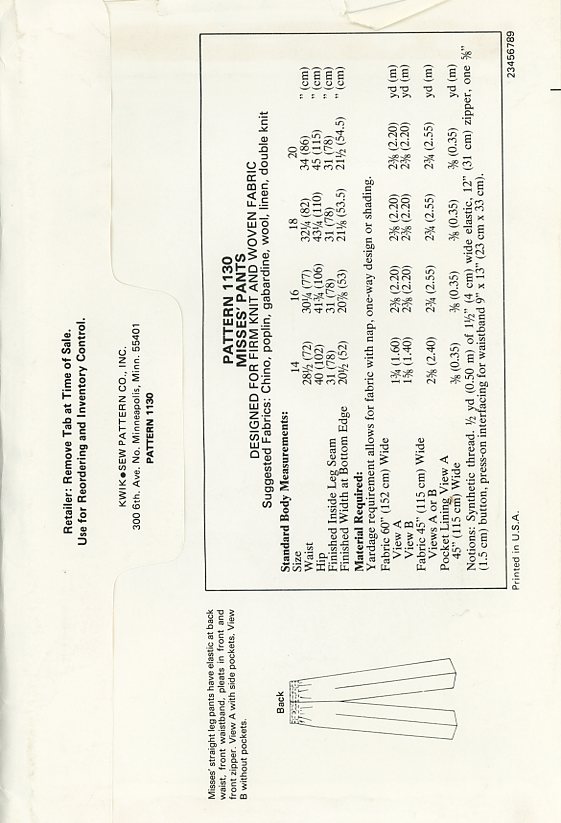 Retailer: Remove Tab at Time of Sale.
Use for Reordering and Inventory Control.
KWIK•SEW PATTERN CO., INC.
300 6th. Ave. No. Minneapolis, Minn. 55401
PATTERN 1130
Misses' straight leg pants have elastic at back
waist, front waistband, pleats in front and
front zipper. View A with side pockets. View
B without pockets.
Back
PATTERN 1130
MISSES' PANTS
DESIGNED FOR FIRM KNIT AND WOVEN FABRIC
Suggested Fabrics: Chino, poplin, gabardine, wool, linen, double knit
Standard Body Measurements:
Size 14 16 18 20
Waist 28½ (72) 30¼ (77) 32¼ (82) 34 (86) " (cm)
Hip 40 (102) 41¾ (106) 43¼ (110) 45 (115) " (cm)
Finished Inside Leg Seam 31 (78) 31 (78) 31 (78) 31 (78) " (cm)
Finished Width at Bottom Edge 20½ (52) 20⅞ (53) 21⅛ (53.5) 21½ (54.5) " (cm)
Material Required:
Yardage requirement allows for fabric with nap, one-way design or shading.
Fabric 60" (152 cm) Wide
View A 1¾ (1.60) 2⅜ (2.20) 2⅜ (2.20) 2⅜ (2.20) yd (m)
View B 1⅝ (1.40) 2⅜ (2.20) 2⅜ (2.20) 2⅜ (2.20) yd (m)
Fabric 45" (115 cm) Wide
Views A or B 2⅝ (2.40) 2¾ (2.55) 2¾ (2.55) 2¾ (2.55) yd (m)
Pocket Lining View A
45" (115 cm) Wide ⅜ (0.35) ⅜ (0.35) ⅜ (0.35) ⅜ (0.35) yd (m)
Notions: Synthetic thread. ½ yd (0.50 m) of 1½" (4 cm) wide elastic, 12" (31 cm) zipper, one ⅝"
(1.5 cm) button, press-on interfacing for waistband 9" x 13" (23 cm x 33 cm).
Printed in U.S.A.
23456789